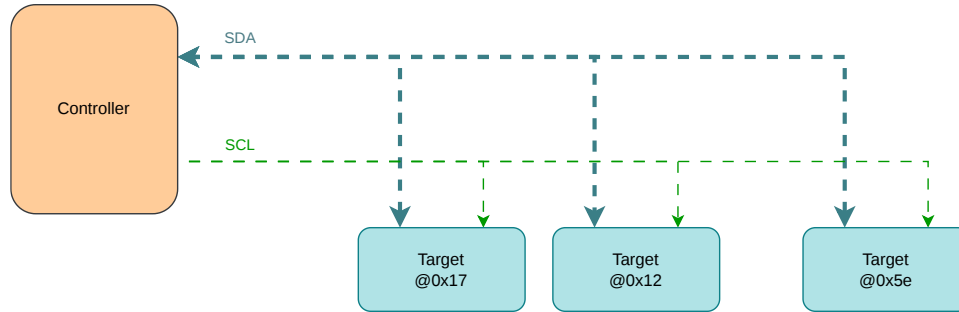 SDA
Controller
SCL
Target
@0x17
Target
@0x12
Target
@0x5e